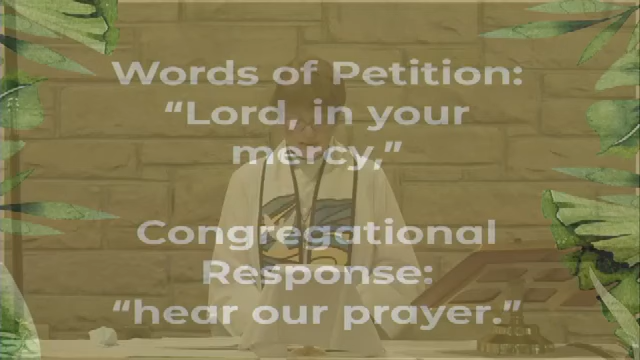 Words of Petition:
“Lord, in your
mercy,”
Congregational
Response:
“hear our prayer.”